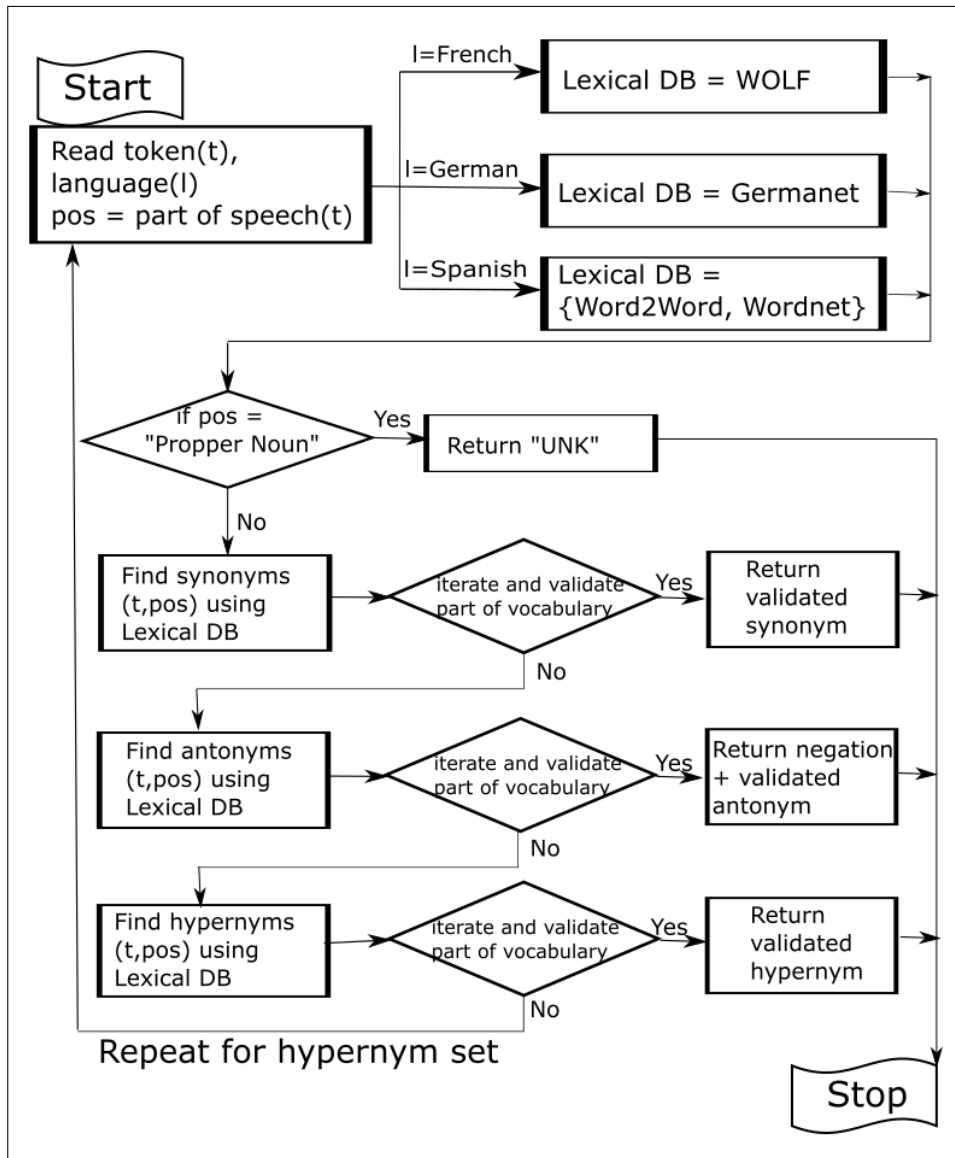 Start
Read token(t),
language(l)
pos = part of speech(t)
l=French
Lexical DB = WOLF
l=German
Lexical DB = Germanet
l=Spanish
Lexical DB =
{Word2Word, Wordnet}
if pos =
"Propper Noun"
Yes
Return "UNK"
No
Find synonyms
(t,pos) using
Lexical DB
iterate and validate
part of vocabulary
Yes
Return
validated
synonym
No
Find antonyms
(t,pos) using
Lexical DB
iterate and validate
part of vocabulary
Yes
Return negation
+ validated
antonym
No
Find hypernyms
(t,pos) using
Lexical DB
iterate and validate
part of vocabulary
Yes
Return
validated
hypernym
No
Repeat for hypernym set
Stop